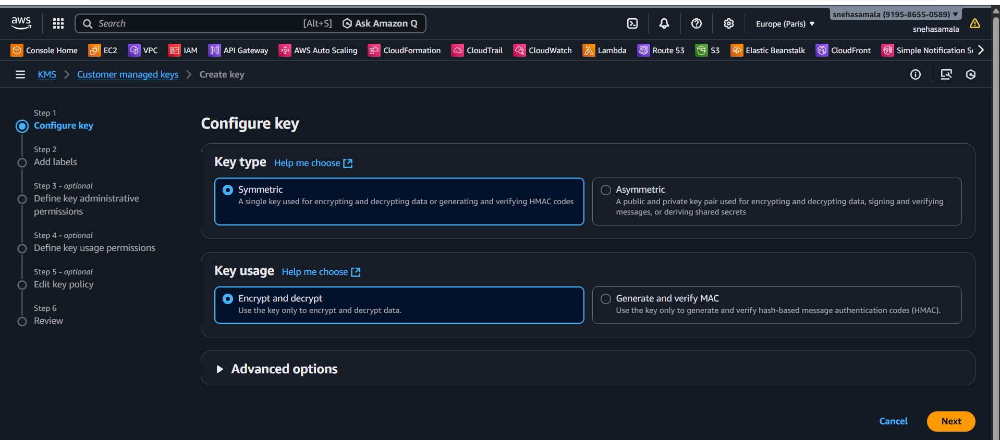 aws
Search [Alt+S] Ask Amazon Q
Europe (Paris)
snehasamala (9195-8655-0589)
snehasamala
Console Home EC2 VPC IAM API Gateway AWS Auto Scaling CloudFormation CloudTrail CloudWatch Lambda Route 53 S3 Elastic Beanstalk CloudFront Simple Notification S
KMS Customer managed keys Create key
Step 1
Configure key
Step 2
Add labels
Step 3 - optional
Define key administrative
permissions
Step 4 - optional
Define key usage permissions
Step 5 - optional
Edit key policy
Step 6
Review
Configure key
Key type Help me choose
Symmetric
A single key used for encrypting and decrypting data or generating and verifying HMAC codes
Asymmetric
A public and private key pair used for encrypting and decrypting data, signing and verifying
messages, or deriving shared secrets
Key usage Help me choose
Encrypt and decrypt
Use the key only to encrypt and decrypt data.
Generate and verify MAC
Use the key only to generate and verify hash-based message authentication codes (HMAC).
Advanced options
Cancel Next